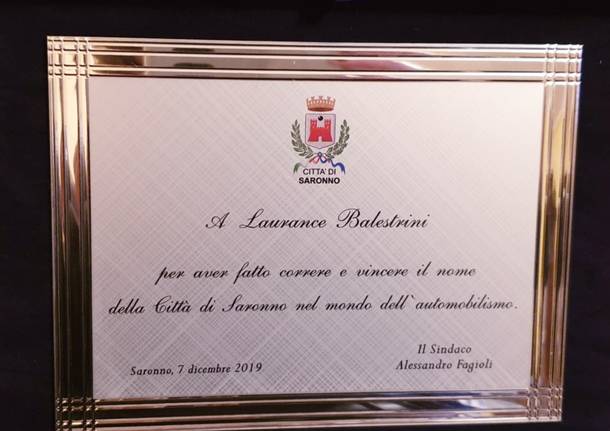 CITTA' DI
SARONNO
A Laurance Balestrini
per aver fatto correre e vincere il nome
della Città di Saronno nel mondo dell'automobilismo.
Il Sindaco
Saronno, 7 dicembre 2019
Alessandro Fagioli